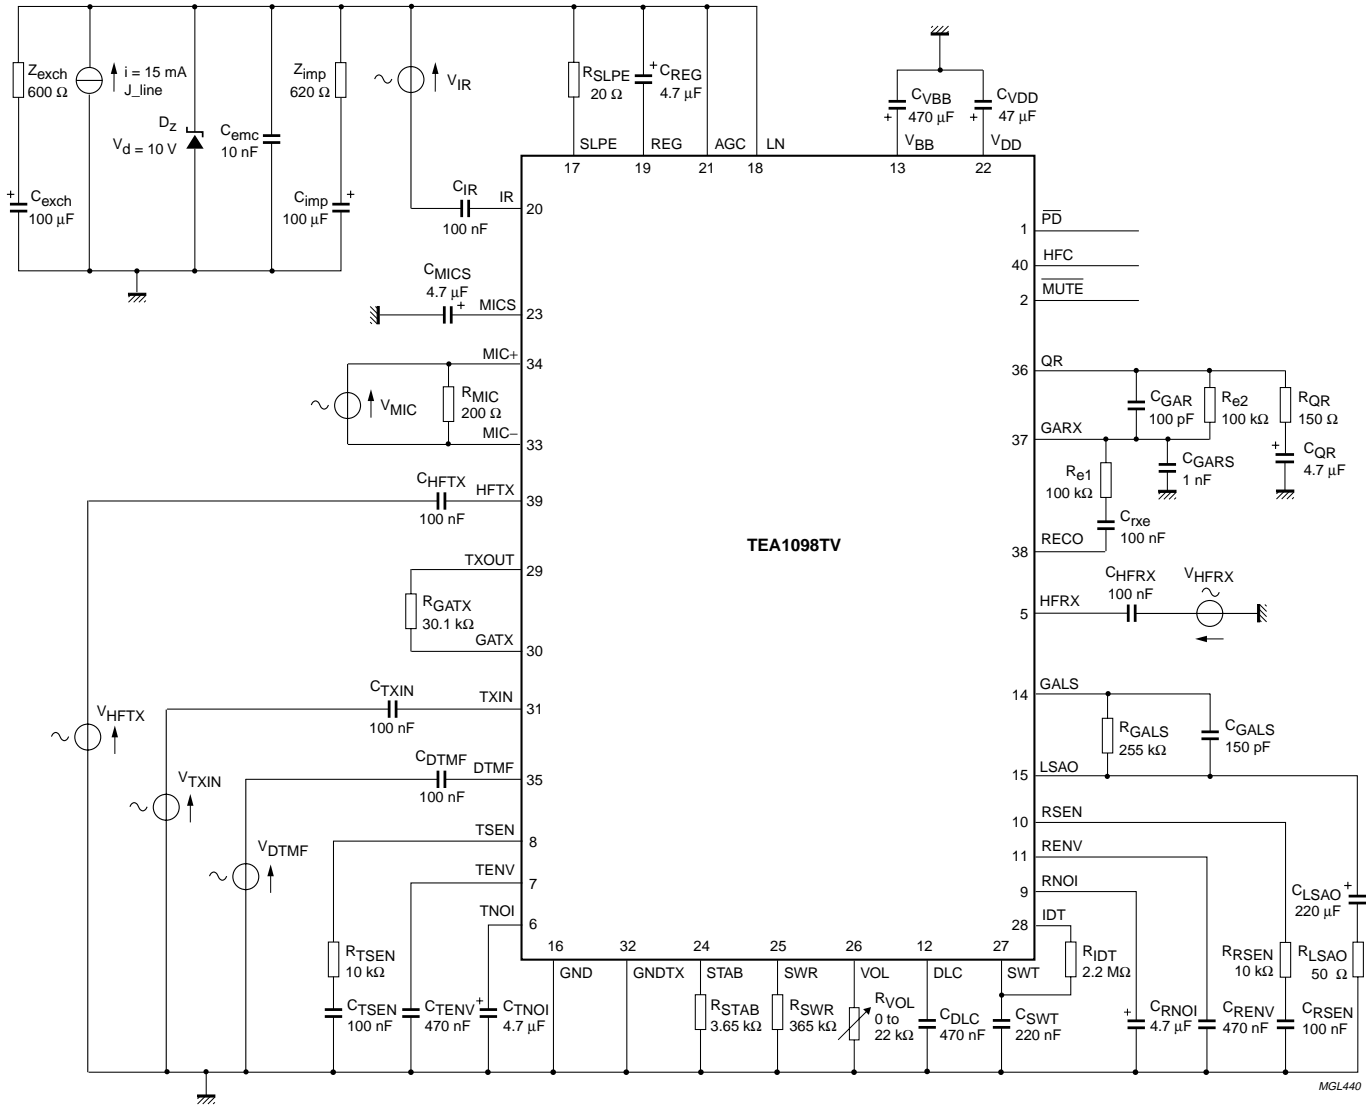 Zexch
600 Ω
i = 15 mA
J_line
Zimp
620 Ω
VIR
RSLPE
20 Ω
+ CREG
4.7 μF
CVBB
470 μF
+
CVDD
47 μF
+
DZ
Vd = 10 V
Cemc
10 nF
SLPE
REG
AGC
LN
VBB
VDD
17
19
21
18
13
22
+
Cexch
100 μF
Cimp
100 μF
+
CIR
100 nF
IR
20
1
PD
40
HFC
2
MUTE
CMICS
4.7 μF
+
MICS
23
MIC+
34
VMIC
RMIC
200 Ω
MIC−
33
36
QR
CGAR
100 pF
Re2
100 kΩ
RQR
150 Ω
37
GARX
Re1
100 kΩ
CGARS
1 nF
+
CQR
4.7 μF
Crxe
100 nF
38
RECO
CHFTX
100 nF
HFTX
39
TEA1098TV
TXOUT
29
RGATX
30.1 kΩ
GATX
30
CHFRX
100 nF
VHFRX
5
HFRX
CTXIN
100 nF
TXIN
31
14
GALS
RGALS
255 kΩ
CGALS
150 pF
15
LSAO
VHFTX
VTXIN
CDTMF
100 nF
DTMF
35
VDTMF
TSEN
8
TENV
7
TNOI
6
10
RSEN
11
RENV
9
RNOI
28
IDT
CLSAO
220 μF
+
RTSEN
10 kΩ
CTSEN
100 nF
CTENV
470 nF
+
CTNOI
4.7 μF
16
32
24
25
26
12
27
GND
GNDTX
STAB
SWR
VOL
DLC
SWT
RSTAB
3.65 kΩ
RSWR
365 kΩ
RVOL
0 to
22 kΩ
CDLC
470 nF
CSWT
220 nF
RIDT
2.2 MΩ
+
CRNOI
4.7 μF
CRENV
470 nF
RRSEN
10 kΩ
CRSEN
100 nF
RLSAO
50 Ω
MGL440